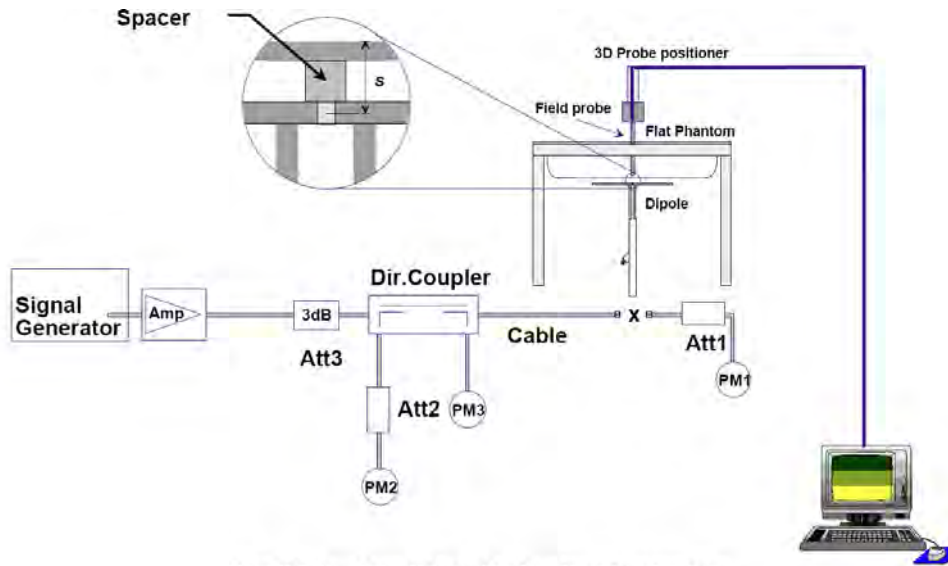 Spacer
s
3D Probe positioner
Field probe
Flat Phantom
Dipole
Signal
Generator
Amp
3dB
Att3
Dir.Coupler
Cable
x
Att1
PM1
Att2
PM3
PM2